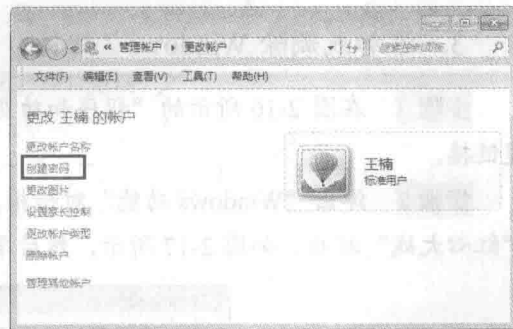 « 管理帐户 ▸ 更改帐户
文件(F) 编辑(E) 查看(V) 工具(T) 帮助(H)
更改 王楠 的帐户
更改帐户名称
创建密码
更改图片
设置家长控制
更改帐户类型
删除帐户
管理其他帐户
王楠
标准用户